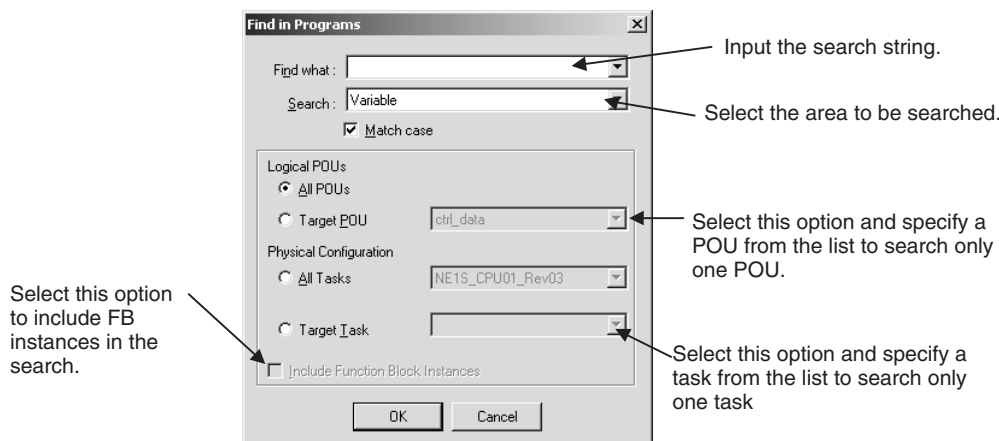 Find in Programs
Find what :
Input the search string.
Search : Variable
Select the area to be searched.
Match case
Logical POUs
All POUs
Target POU ctrl_data
Select this option and specify a
POU from the list to search only
one POU.
Physical Configuration
All Tasks NE1S_CPU01_Rev03
Select this option
to include FB
instances in the
search.
Target Task
Select this option and specify a
task from the list to search only
one task
Include Function Block Instances
OK Cancel